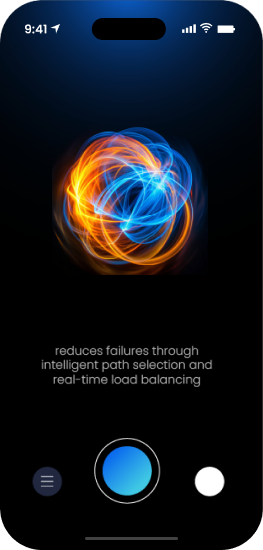 9:41
reduces failures through
intelligent path selection and
real-time load balancing